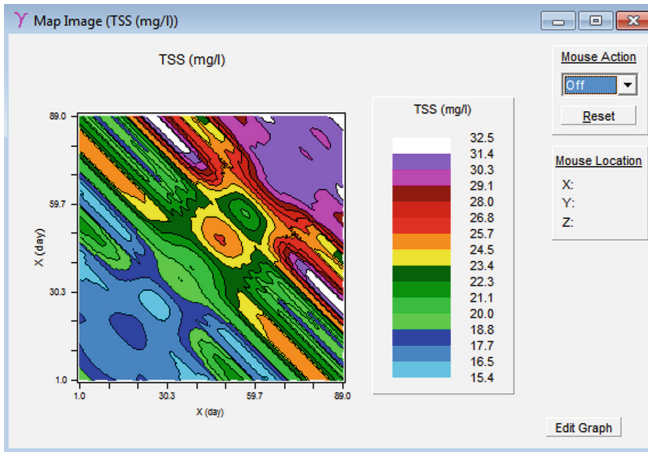 Map Image (TSS (mg/l))
TSS (mg/l)
89.0
59.7
30.3
1.0
X (day)
1.0
30.3
59.7
89.0
X (day)
TSS (mg/l)
32.5
31.4
30.3
29.1
28.0
26.8
25.7
24.5
23.4
22.3
21.1
20.0
18.8
17.7
16.5
15.4
Mouse Action
Off
Reset
Mouse Location
X:
Y:
Z:
Edit Graph